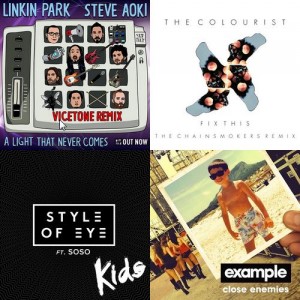 LINKIN PARK STEVE AOKI
VICETONE REMIX
A LIGHT THAT NEVER COMES
OUT NOW
THE COLOURIST
FIX THIS
THE CHAINSMOKERS REMIX
STYLE
OF EYE
FT. SOSO
Kids
example
close enemies